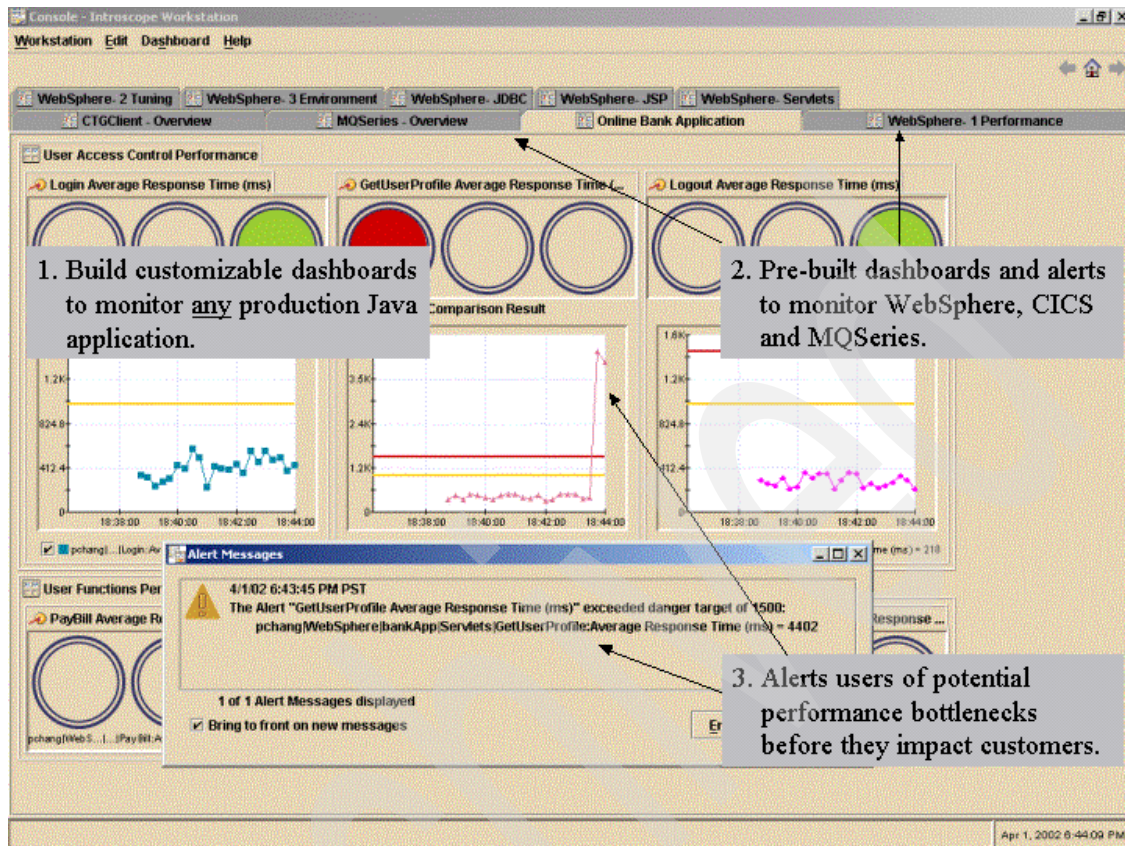 Console - Introscope Workstation
Workstation Edit Dashboard Help
WebSphere- 2 Tuning WebSphere- 3 Environment WebSphere- JDBC WebSphere- JSP WebSphere- Servlets
CTGClient - Overview MQSeries - Overview Online Bank Application WebSphere- 1 Performance
User Access Control Performance
Login Average Response Time (ms) GetUserProfile Average Response Time (... Logout Average Response Time (ms)
1. Build customizable dashboards
to monitor any production Java
application.
2. Pre-built dashboards and alerts
to monitor WebSphere, CICS
and MQSeries.
Comparison Result
1.2K
824.8
412.4
0
18:38:00 18:40:00 18:42:00 18:44:00
3.5K
2.4K
1.2K
0
18:38:00 18:40:00 18:42:00 18:44:00
1.6K
1.2K
824.8
412.4
0
18:38:00 18:40:00 18:42:00 18:44:00
pchang|...|Login:Av
me (ms) = 218
Alert Messages
4/1/02 6:43:45 PM PST
The Alert "GetUserProfile Average Response Time (ms)" exceeded danger target of 1500:
pchang|WebSphere|bankApp|Servlets|GetUserProfile:Average Response Time (ms) = 4402
1 of 1 Alert Messages displayed
Bring to front on new messages
User Functions Per
PayBill Average Re
Response ...
pchang|WebS...|...|PayBill:A
3. Alerts users of potential
performance bottlenecks
before they impact customers.
Apr 1, 2002 6:44:09 PM